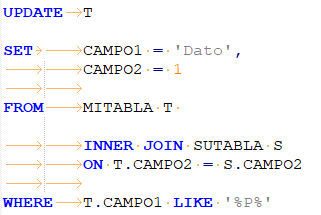 UPDATE T
SET CAMPO1 = 'Dato',
CAMPO2 = 1
FROM MITABLA T
INNER JOIN SUTABLA S
ON T.CAMPO2 = S.CAMPO2
WHERE T.CAMPO1 LIKE '%P%'